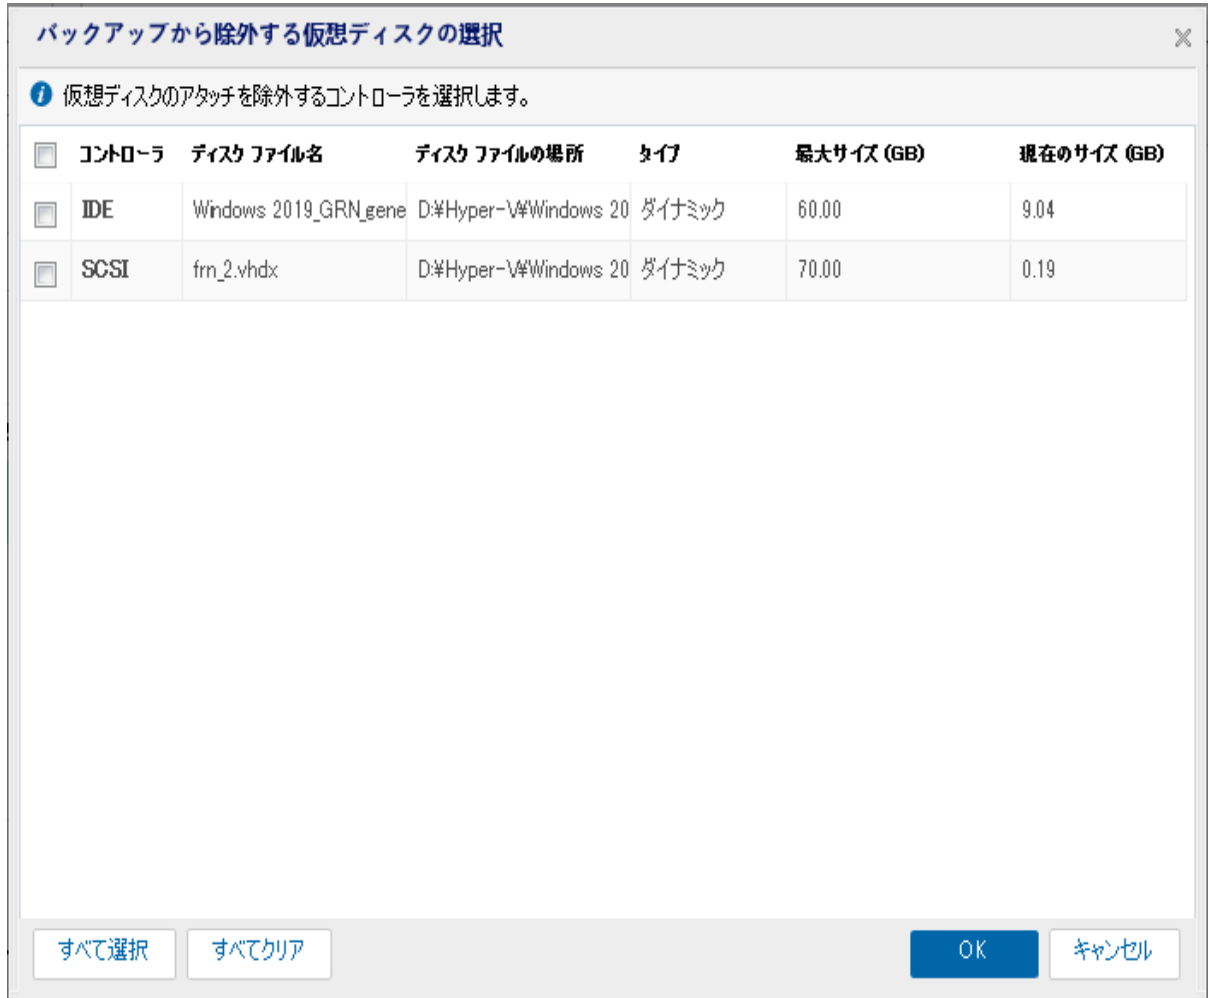 バックアップから除外する仮想ディスクの選択
仮想ディスクのアタッチを除外するコントローラを選択します。
コントローラ ディスク ファイル名 ディスク ファイルの場所 タイプ 最大サイズ (GB) 現在のサイズ (GB)
IDE Windows 2019_GRN_gene D:¥Hyper-V¥Windows 20 ダイナミック 60.00 9.04
SCSI frn_2.vhdx D:¥Hyper-V¥Windows 20 ダイナミック 70.00 0.19
すべて選択 すべてクリア OK キャンセル